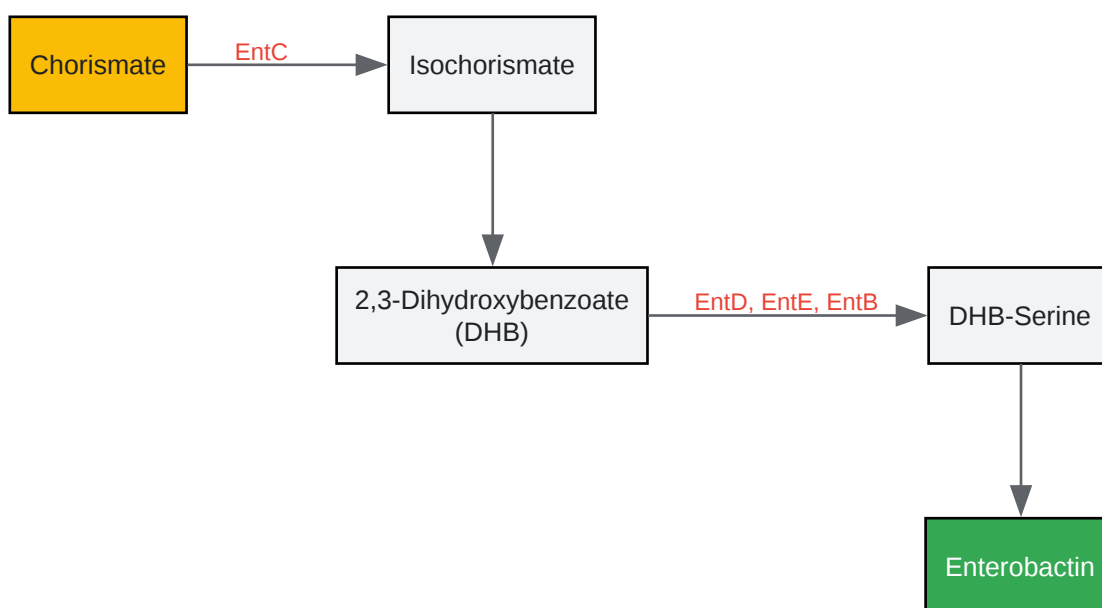 Chorismate
EntC
Isochorismate
2,3-Dihydroxybenzoate
(DHB)
EntD, EntE, EntB
DHB-Serine
Enterobactin